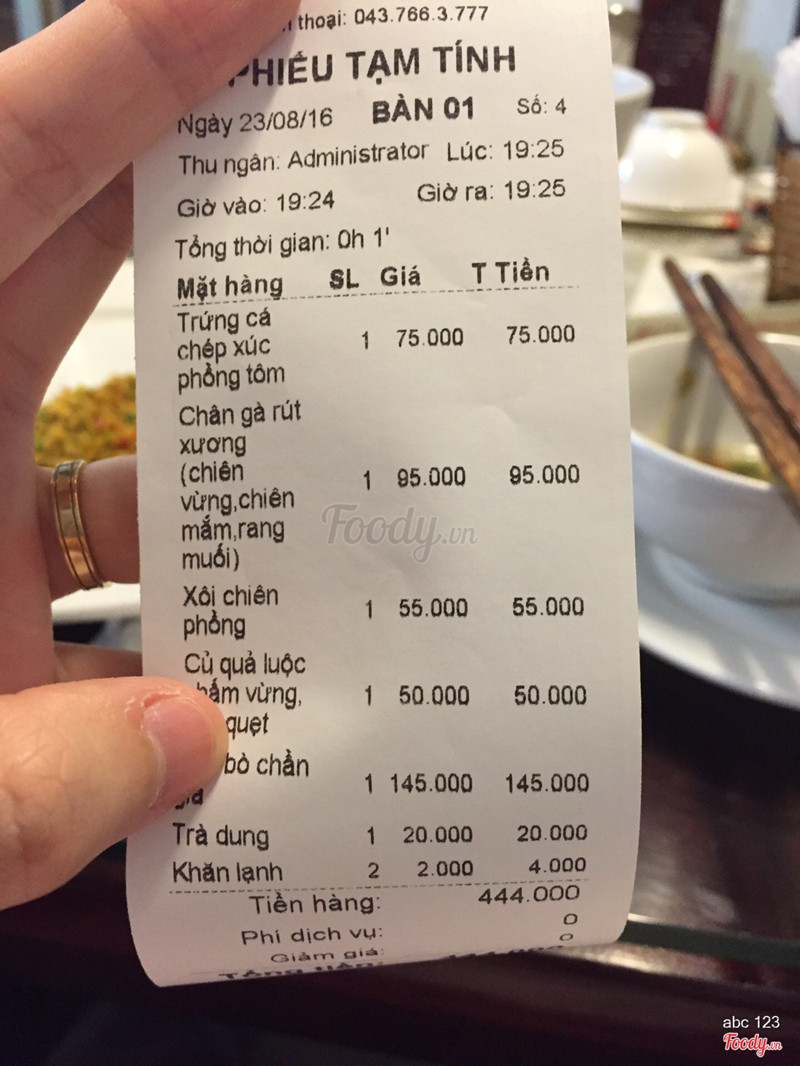 thoại: 043.766.3.777
PHIẾU TẠM TÍNH
Ngày 23/08/16 BÀN 01 Số: 4
Thu ngân: Administrator Lúc: 19:25
Giờ vào: 19:24 Giờ ra: 19:25
Tổng thời gian: 0h 1'
Mặt hàng SL Giá T Tiền
Trứng cá
chép xúc 1 75.000 75.000
phồng tôm
Chân gà rút
xương
(chiên 1 95.000 95.000
vừng,chiên
mắm,rang
muối)
Xôi chiên 1 55.000 55.000
phồng
Củ quả luộc
chấm vừng, 1 50.000 50.000
quẹt
bò chần
1 145.000 145.000
Trà dung 1 20.000 20.000
Khăn lạnh 2 2.000 4.000
Tiền hàng: 444.000
Phí dịch vụ: 0
Giảm giá: 0
Tổng tiền:
Foody.vn
abc 123
Foody.vn